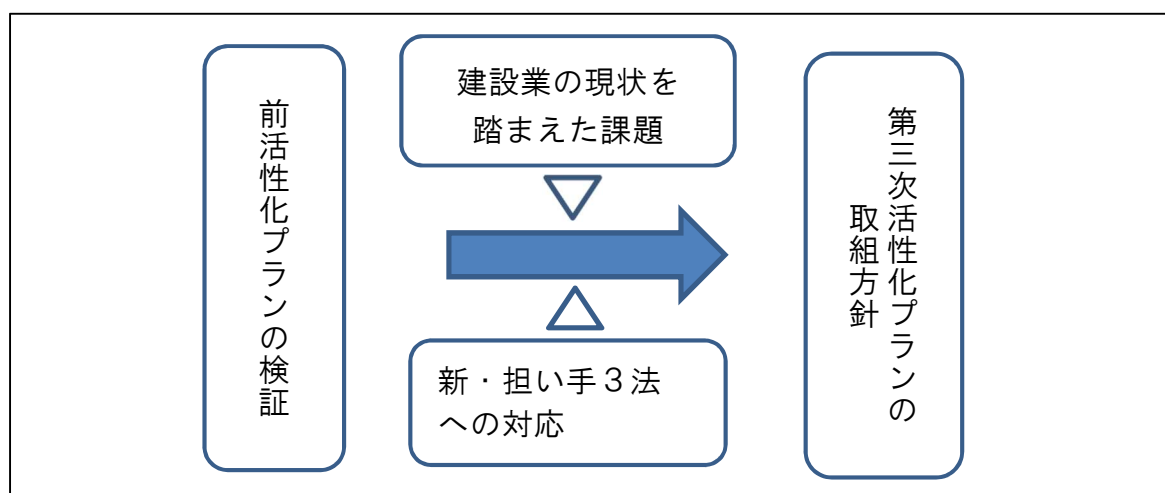 前活性化プランの検証
建設業の現状を
踏まえた課題
新・担い手３法
への対応
第三次活性化プランの
取組方針